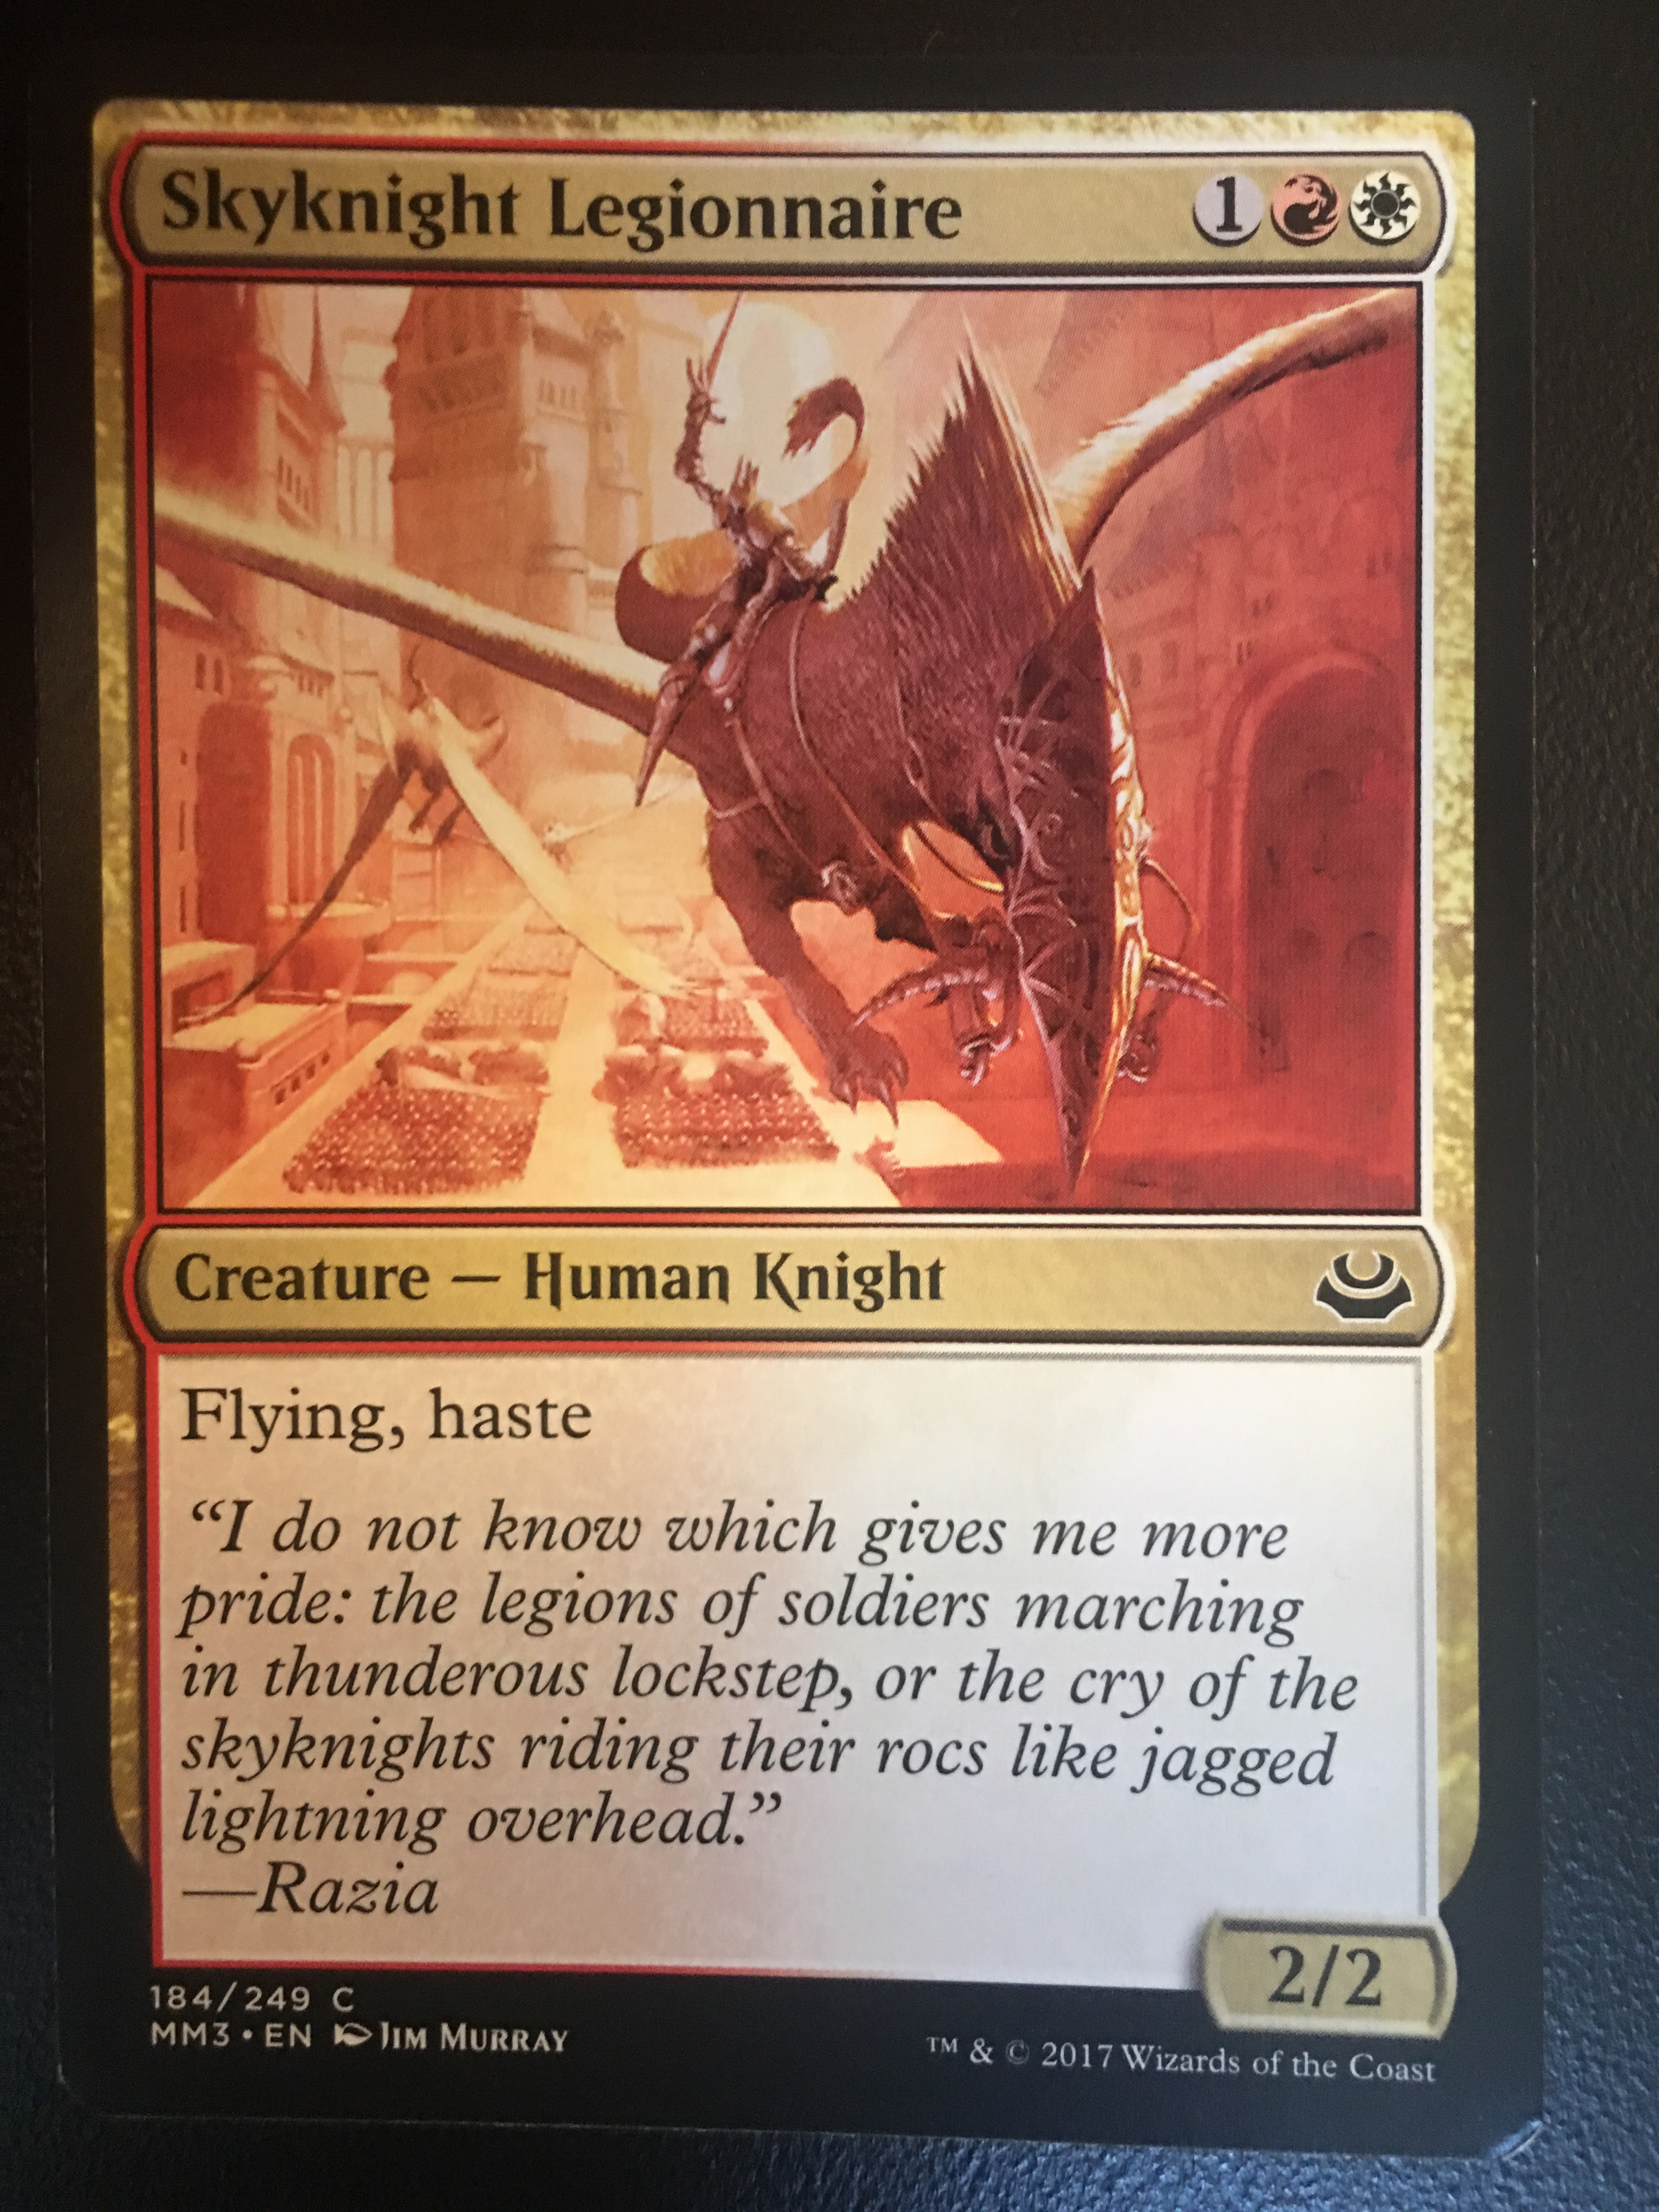 Skyknight Legionnaire 1
Creature — Human Knight
Flying, haste
“I do not know which gives me more
pride: the legions of soldiers marching
in thunderous lockstep, or the cry of the
skyknights riding their rocs like jagged
lightning overhead.”
—Razia
2/2
184/249 C
MM3 • EN JIM MURRAY
™ & © 2017 Wizards of the Coast